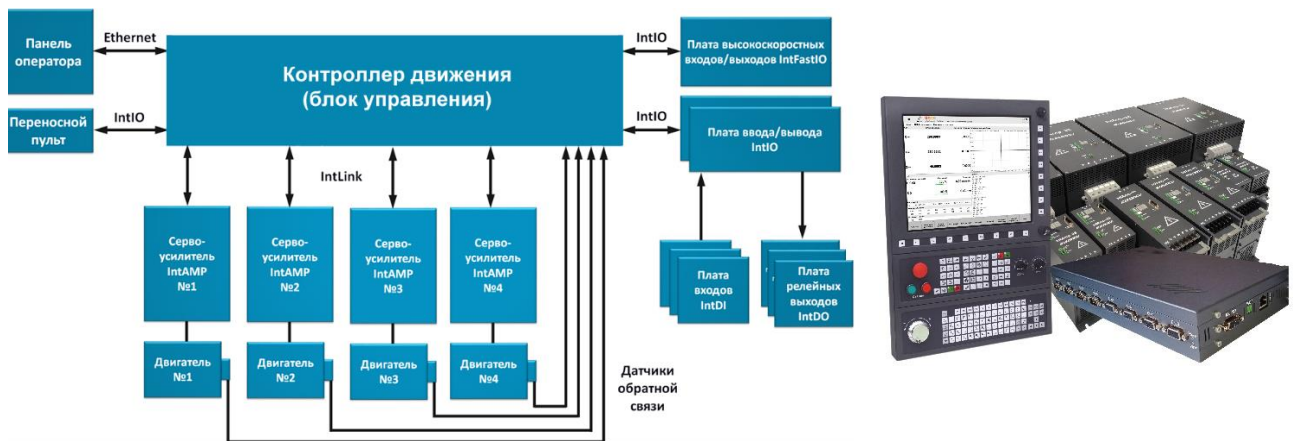 Панель
оператора
Ethernet
Переносной
пульт
IntIO
Контроллер движения
(блок управления)
IntIO
Плата высокоскоростных
входов/выходов IntFastIO
IntIO
Плата ввода/вывода
IntIO
IntLink
Серво-
усилитель
IntAMP
№1
Серво-
усилитель
IntAMP
№2
Серво-
усилитель
IntAMP
№3
Серво-
усилитель
IntAMP
№4
Плата
входов
IntDI
Плата
релейных
выходов
IntDO
Двигатель
№1
Двигатель
№2
Двигатель
№3
Двигатель
№4
Датчики
обратной
связи